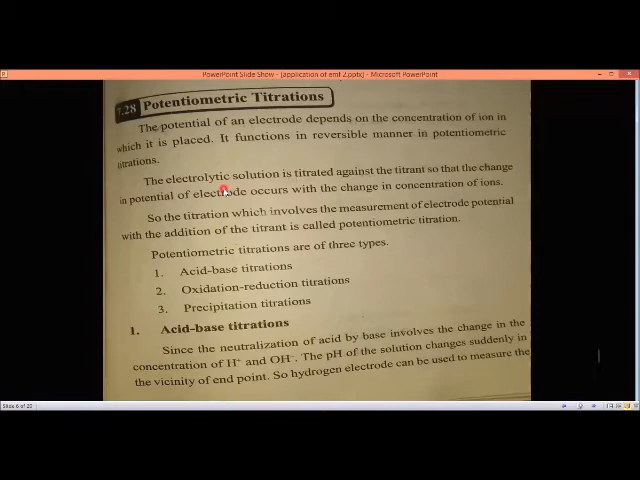 PowerPoint Slide Show - [application of emf 2.pptx] - Microsoft PowerPoint
7.28 Potentiometric Titrations
The potential of an electrode depends on the concentration of ion in
which it is placed. It functions in reversible manner in potentiometric
titrations.
The electrolytic solution is titrated against the titrant so that the change
in potential of electrode occurs with the change in concentration of ions.
So the titration which involves the measurement of electrode potential
with the addition of the titrant is called potentiometric titration.
Potentiometric titrations are of three types.
1. Acid-base titrations
2. Oxidation-reduction titrations
3. Precipitation titrations
1. Acid-base titrations
Since the neutralization of acid by base involves the change in the
concentration of H⁺ and OH⁻. The pH of the solution changes suddenly in
the vicinity of end point. So hydrogen electrode can be used to measure the
Slide 6 of 20